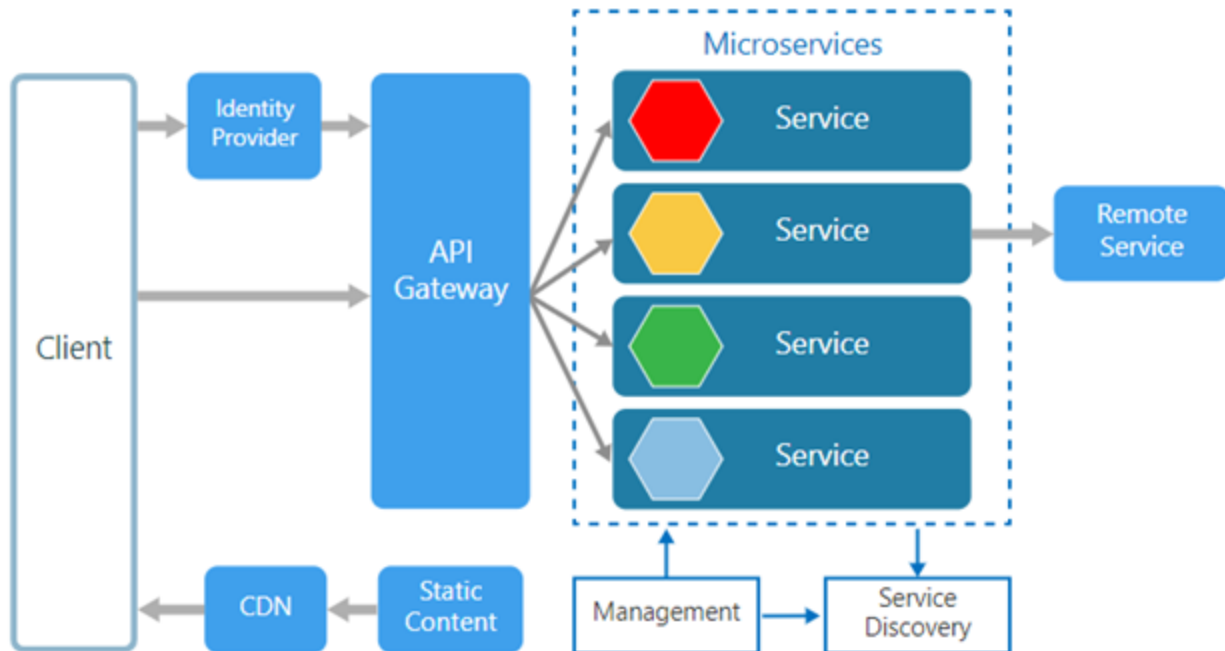 Microservices
Identity
Provider
API
Gateway
Service
Service
Service
Service
Remote
Service
Client
CDN
Static
Content
Management
Service
Discovery